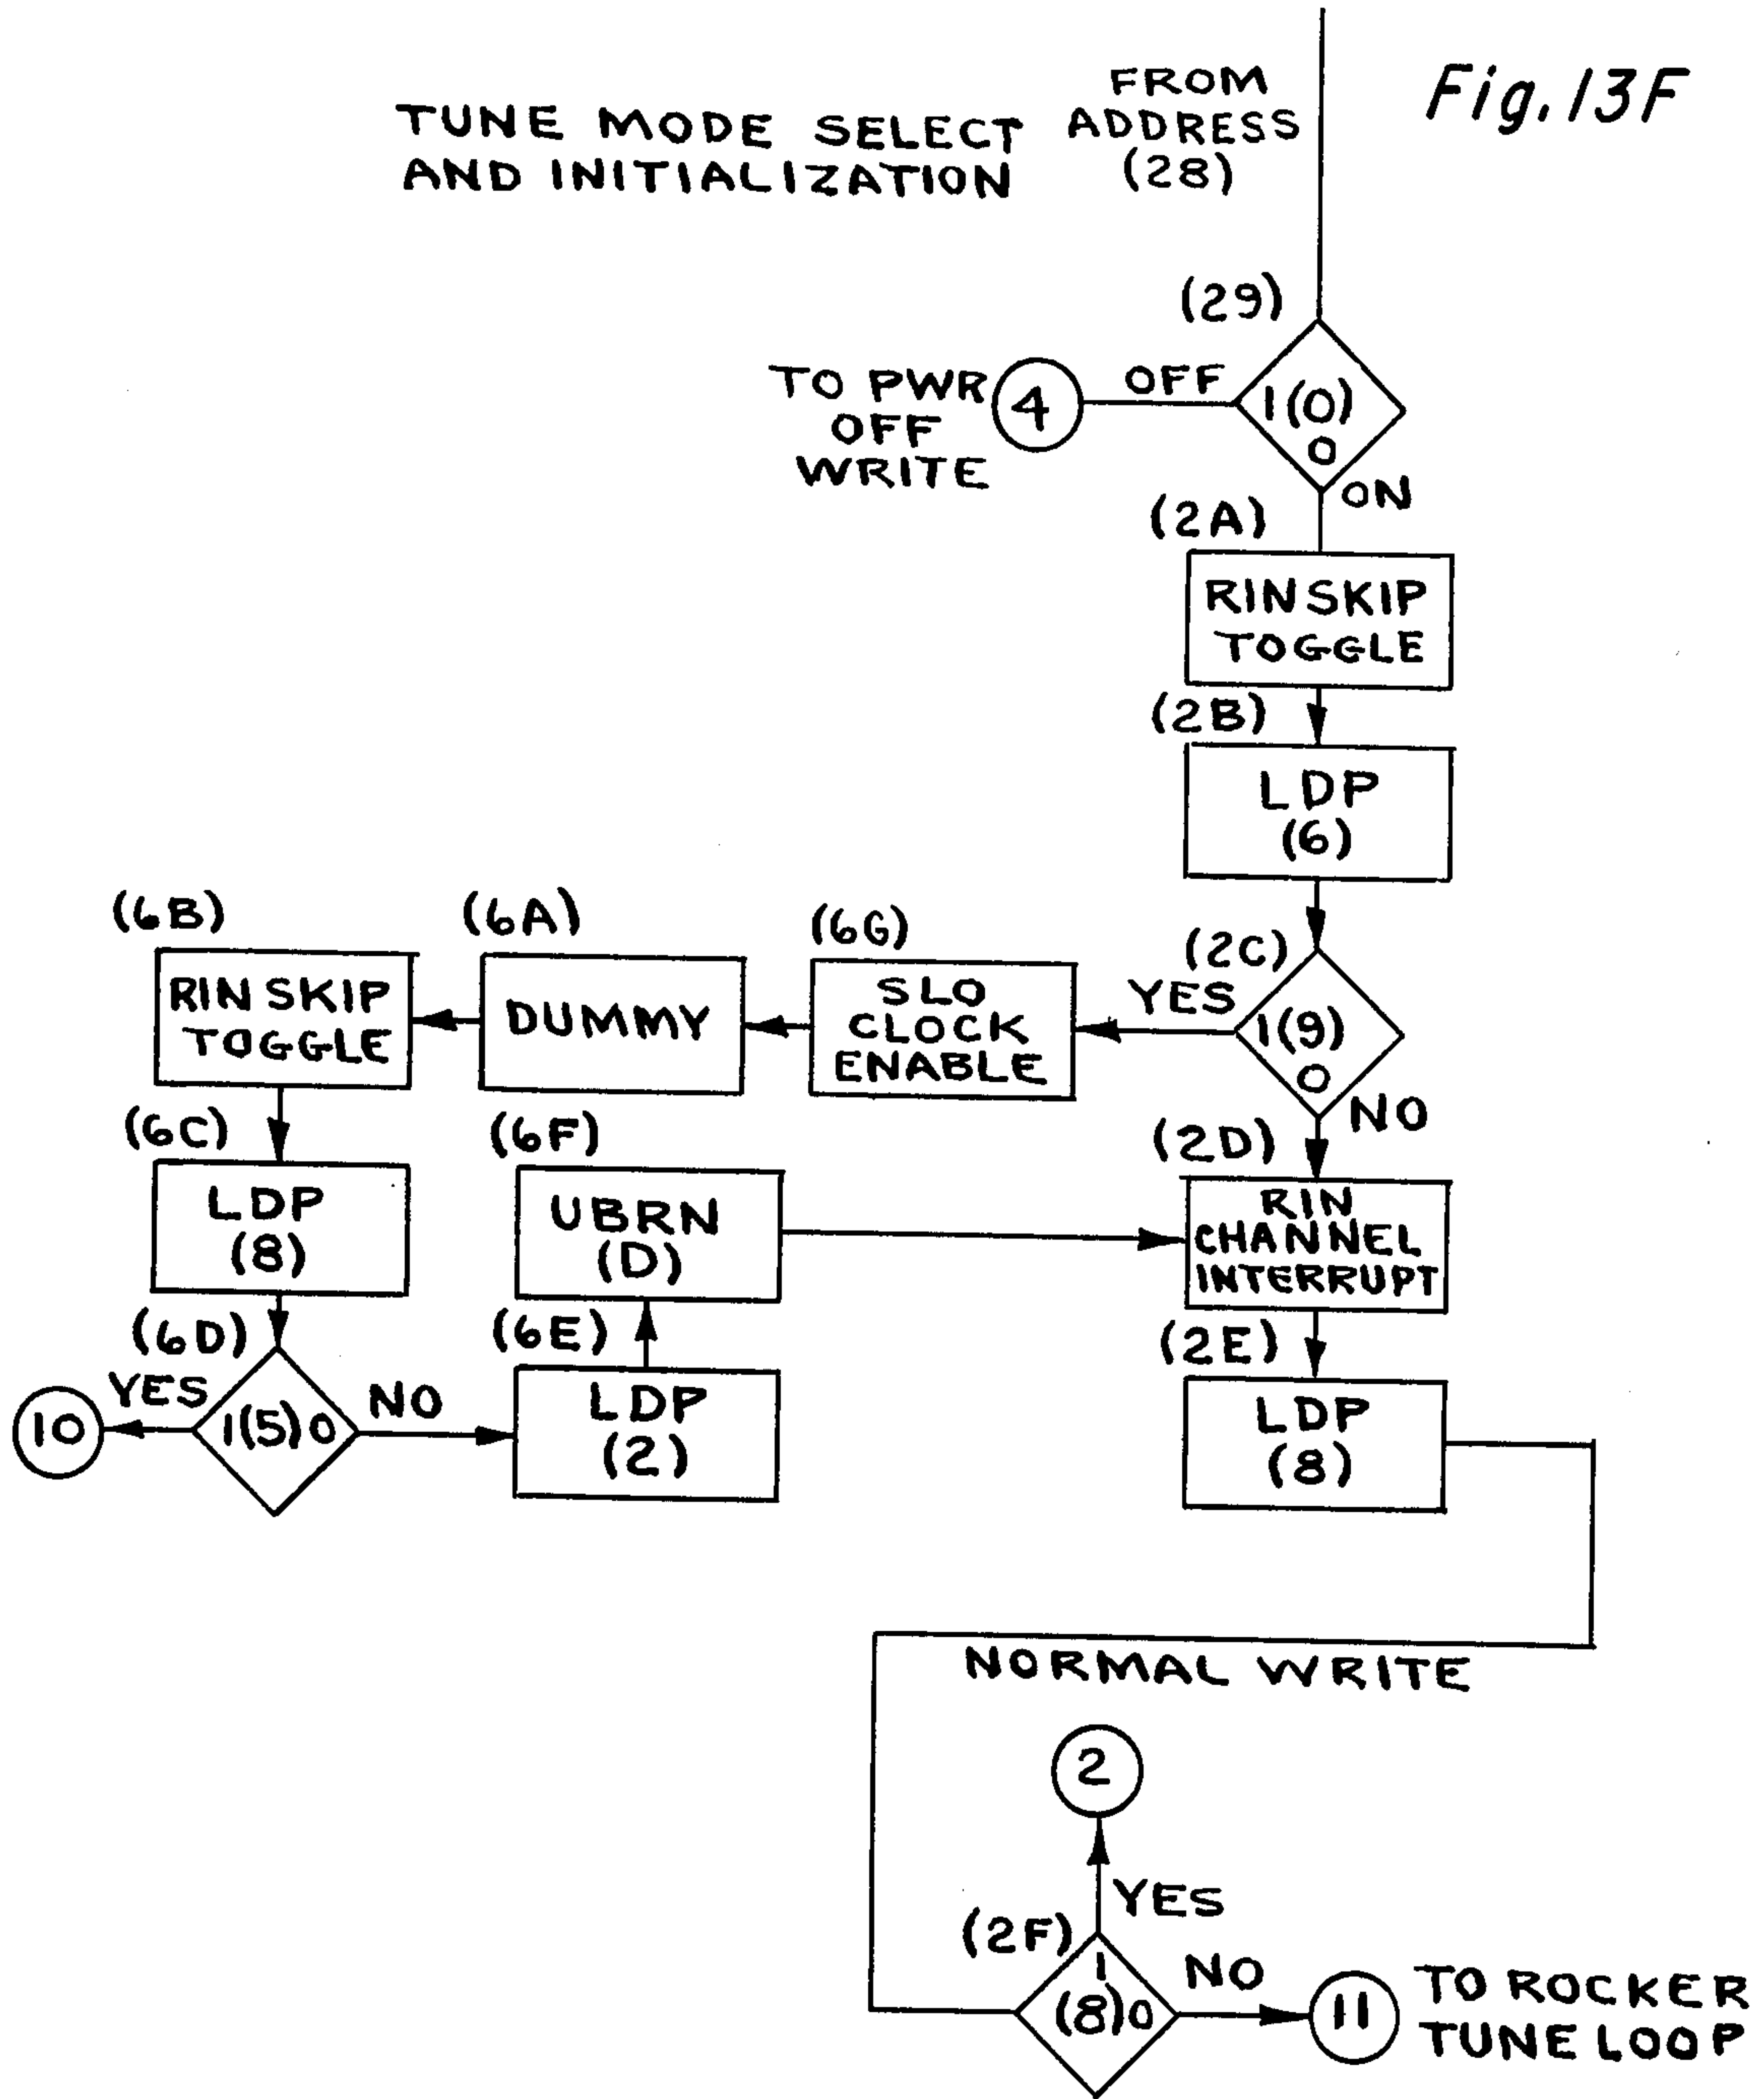 Fig. 13F
TUNE MODE SELECT
AND INITIALIZATION
FROM
ADDRESS
(28)
(29)
1(0)
0
OFF
4
TO PWR
OFF
WRITE
ON
(2A)
RIN SKIP
TOGGLE
(2B)
LDP
(6)
(2C)
1(9)
0
YES
NO
(6G)
SLO
CLOCK
ENABLE
(6A)
DUMMY
(6B)
RIN SKIP
TOGGLE
(6C)
LDP
(8)
(6D)
1(5)0
YES
10
NO
(6E)
LDP
(2)
(6F)
UBRN
(D)
(2D)
RIN
CHANNEL
INTERRUPT
(2E)
LDP
(8)
NORMAL WRITE
2
YES
(2F)
1
(8)0
NO
11
TO ROCKER
TUNE LOOP